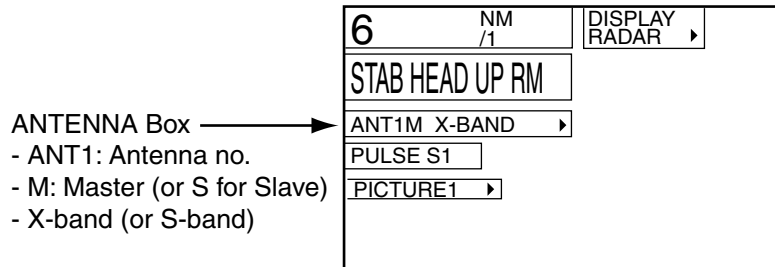 6 NM /1
DISPLAY RADAR
STAB HEAD UP RM
ANTENNA Box
- ANT1: Antenna no.
- M: Master (or S for Slave)
- X-band (or S-band)
ANT1M X-BAND
PULSE S1
PICTURE1